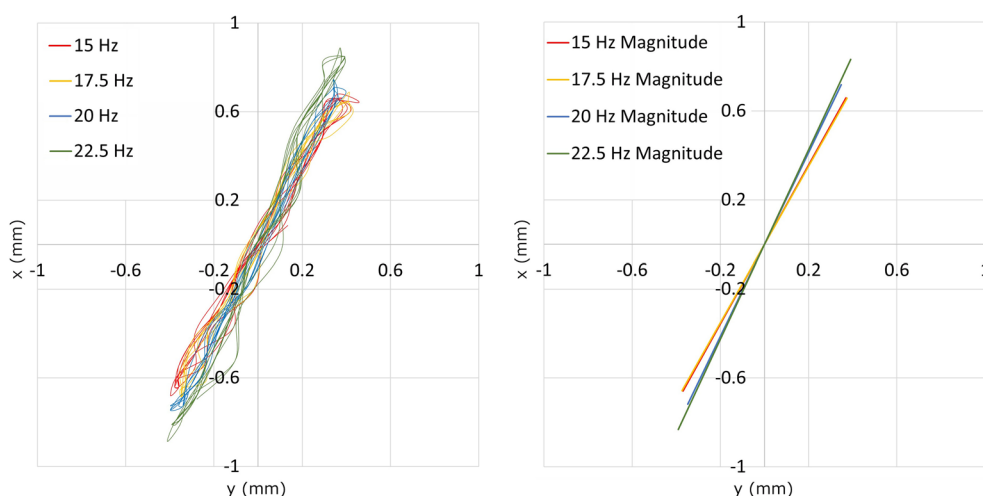 1
15 Hz
17.5 Hz
20 Hz
22.5 Hz
0.6
0.2
x (mm)
-1 -0.6 -0.2 0.2 0.6 1
-0.2
-0.6
-1
y (mm)
1
15 Hz Magnitude
17.5 Hz Magnitude
20 Hz Magnitude
22.5 Hz Magnitude
0.6
0.2
x (mm)
-1 -0.6 -0.2 0.2 0.6 1
-0.2
-0.6
-1
y (mm)